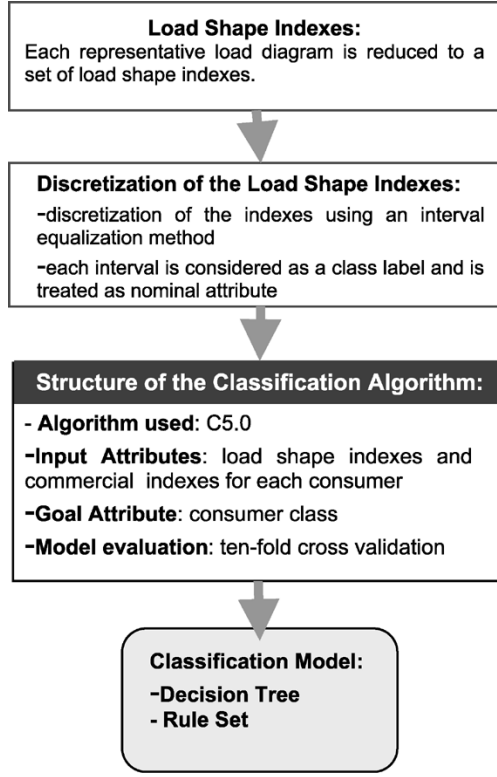 Load Shape Indexes:
Each representative load diagram is reduced to a
set of load shape indexes.
Discretization of the Load Shape Indexes:
-discretization of the indexes using an interval
equalization method
-each interval is considered as a class label and is
treated as nominal attribute
Structure of the Classification Algorithm:
- Algorithm used: C5.0
-Input Attributes: load shape indexes and
commercial indexes for each consumer
-Goal Attribute: consumer class
-Model evaluation: ten-fold cross validation
Classification Model:
-Decision Tree
- Rule Set